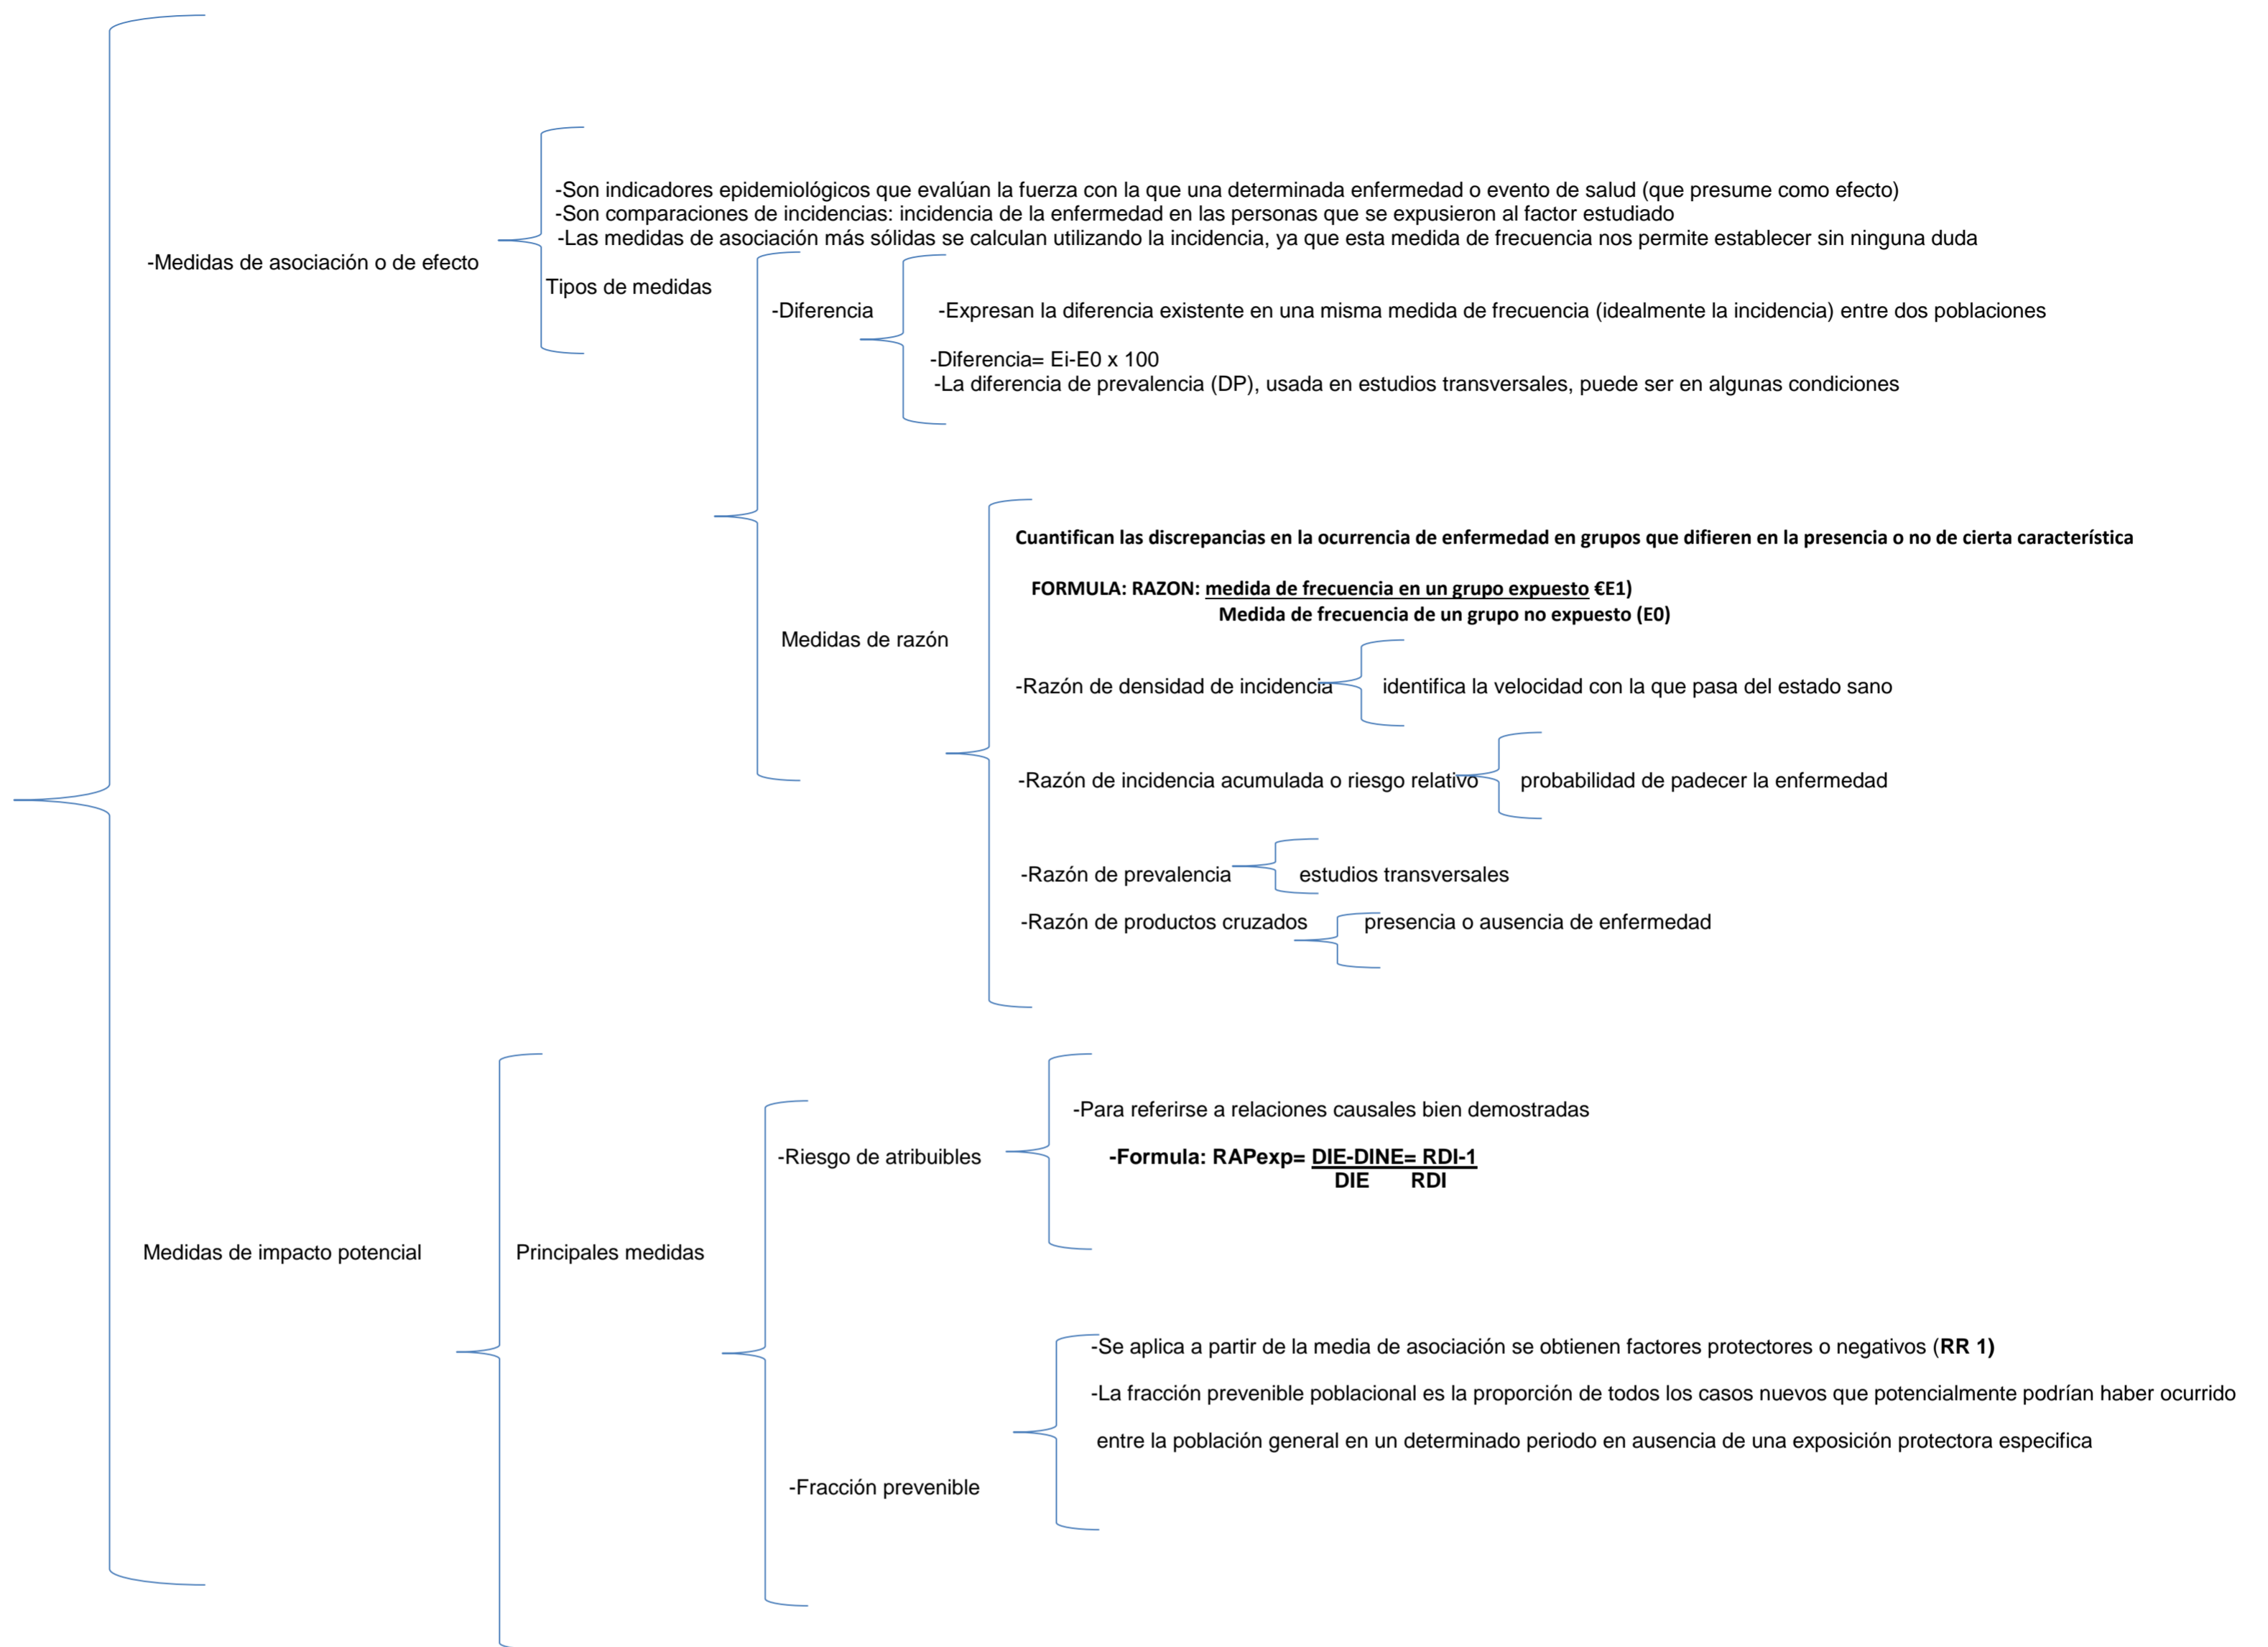 -Son indicadores epidemiológicos que evalúan la fuerza con la que una determinada enfermedad o evento de salud (que presume como efecto)
-Son comparaciones de incidencias: incidencia de la enfermedad en las personas que se expusieron al factor estudiado
-Las medidas de asociación más sólidas se calculan utilizando la incidencia, ya que esta medida de frecuencia nos permite establecer sin ninguna duda
-Medidas de asociación o de efecto
Tipos de medidas
-Diferencia
-Expresan la diferencia existente en una misma medida de frecuencia (idealmente la incidencia) entre dos poblaciones
-Diferencia= Ei-E0 x 100
-La diferencia de prevalencia (DP), usada en estudios transversales, puede ser en algunas condiciones
Cuantifican las discrepancias en la ocurrencia de enfermedad en grupos que difieren en la presencia o no de cierta característica
FORMULA: RAZON: medida de frecuencia en un grupo expuesto €E1)
Medida de frecuencia de un grupo no expuesto (E0)
Medidas de razón
-Razón de densidad de incidencia identifica la velocidad con la que pasa del estado sano
-Razón de incidencia acumulada o riesgo relativo probabilidad de padecer la enfermedad
-Razón de prevalencia estudios transversales
-Razón de productos cruzados presencia o ausencia de enfermedad
-Para referirse a relaciones causales bien demostradas
-Riesgo de atribuibles
-Formula: RAPexp= DIE-DINE= RDI-1
DIE RDI
Medidas de impacto potencial
Principales medidas
-Se aplica a partir de la media de asociación se obtienen factores protectores o negativos (RR 1)
-La fracción prevenible poblacional es la proporción de todos los casos nuevos que potencialmente podrían haber ocurrido
entre la población general en un determinado periodo en ausencia de una exposición protectora especifica
-Fracción prevenible